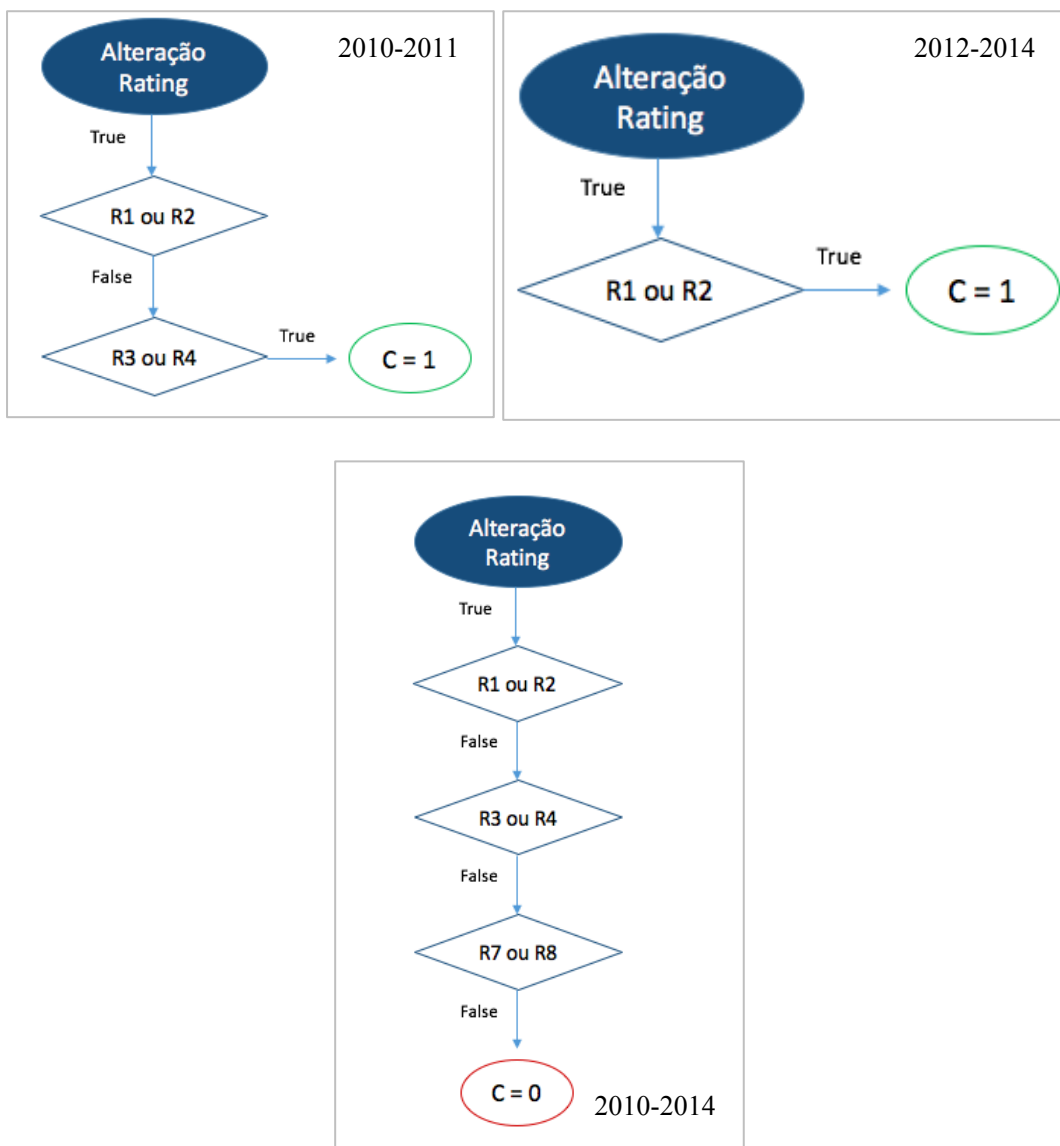 Alteração
Rating
2010-2011
True
R1 ou R2
False
R3 ou R4
True
C = 1
Alteração
Rating
2012-2014
True
R1 ou R2
True
C = 1
Alteração
Rating
True
R1 ou R2
False
R3 ou R4
False
R7 ou R8
False
C = 0
2010-2014